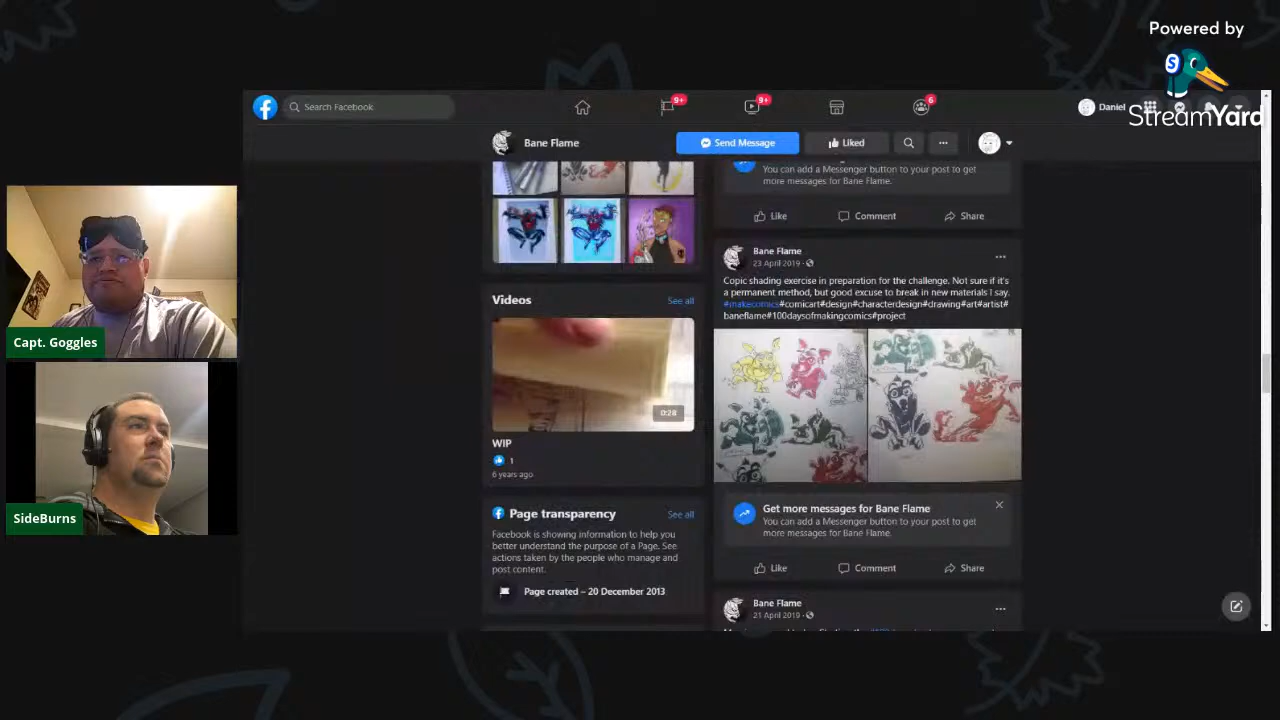 Powered by
StreamYard
Search Facebook
9+
9+
6
Daniel
Bane Flame
Send Message
Liked
You can add a Messenger button to your post to get
more messages for Bane Flame.
Like
Comment
Share
Bane Flame
23 April 2019
Copic shading exercise in preparation for the challenge. Not sure if it's
a permanent method, but good excuse to break in new materials I say.
#makecomics#comicart#design#characterdesign#drawing#art#artist#
baneflame#100daysofmakingcomics#project
Videos
See all
0:28
WIP
1
6 years ago
Get more messages for Bane Flame
You can add a Messenger button to your post to get
more messages for Bane Flame.
Like
Comment
Share
Page transparency
See all
Facebook is showing information to help you
better understand the purpose of a Page. See
actions taken by the people who manage and
post content.
Page created – 20 December 2013
Bane Flame
21 April 2019
Capt. Goggles
SideBurns